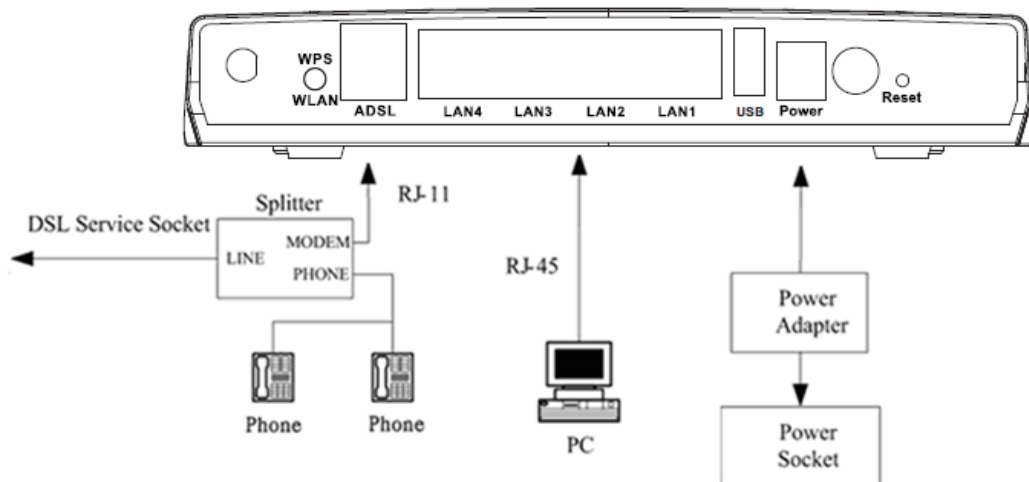 WPS
WLAN
ADSL
LAN4
LAN3
LAN2
LAN1
USB
Power
Reset
RJ-11
Splitter
DSL Service Socket
MODEM
LINE
PHONE
RJ-45
Power
Adapter
Phone
Phone
PC
Power
Socket